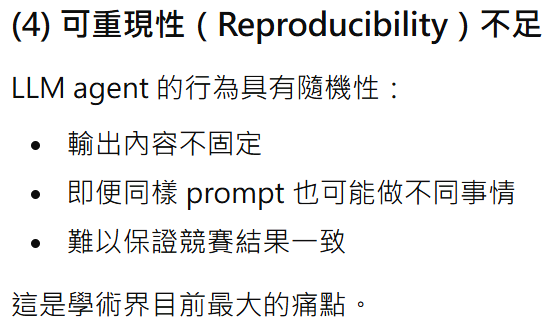 (4) 可重現性（Reproducibility）不足
LLM agent 的行為具有隨機性：
• 輸出內容不固定
• 即便同樣 prompt 也可能做不同事情
• 難以保證競賽結果一致
這是學術界目前最大的痛點。